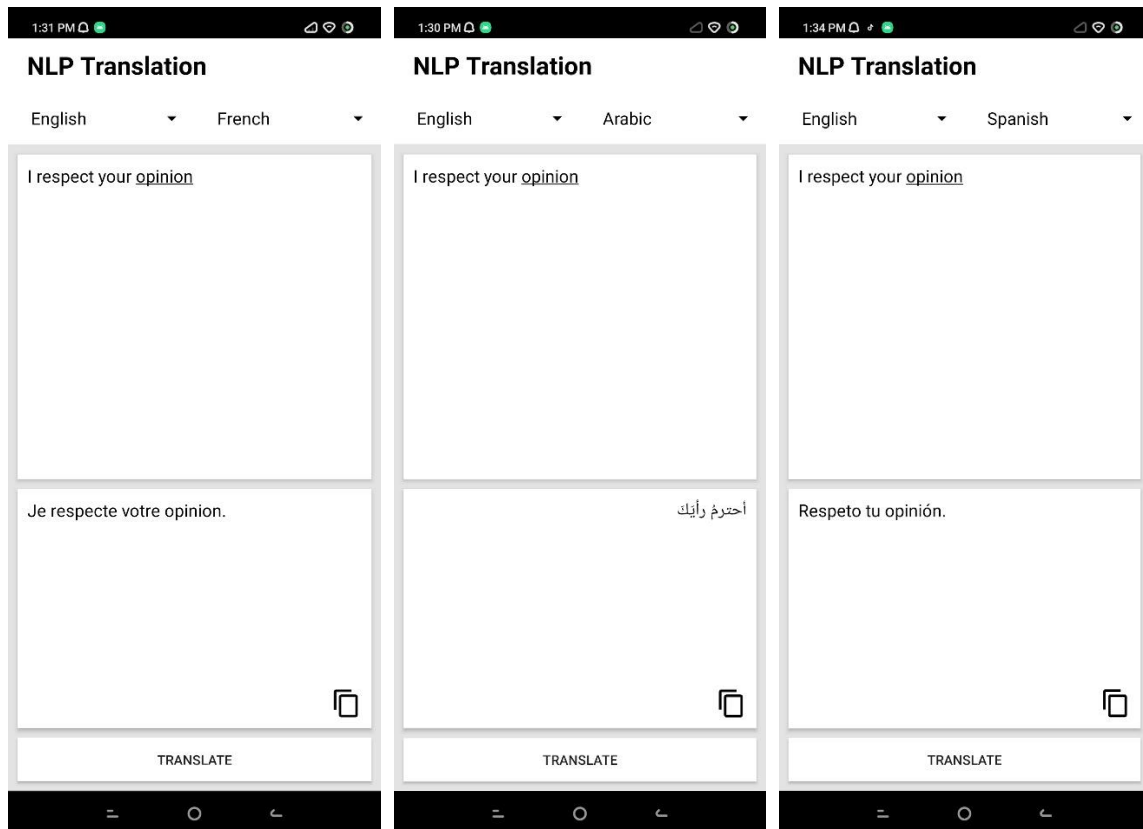 1:31 PM
NLP Translation
English French
I respect your opinion
Je respecte votre opinion.
TRANSLATE
1:30 PM
NLP Translation
English Arabic
I respect your opinion
أحترمُ رأيَكَ
TRANSLATE
1:34 PM
NLP Translation
English Spanish
I respect your opinion
Respeto tu opinión.
TRANSLATE